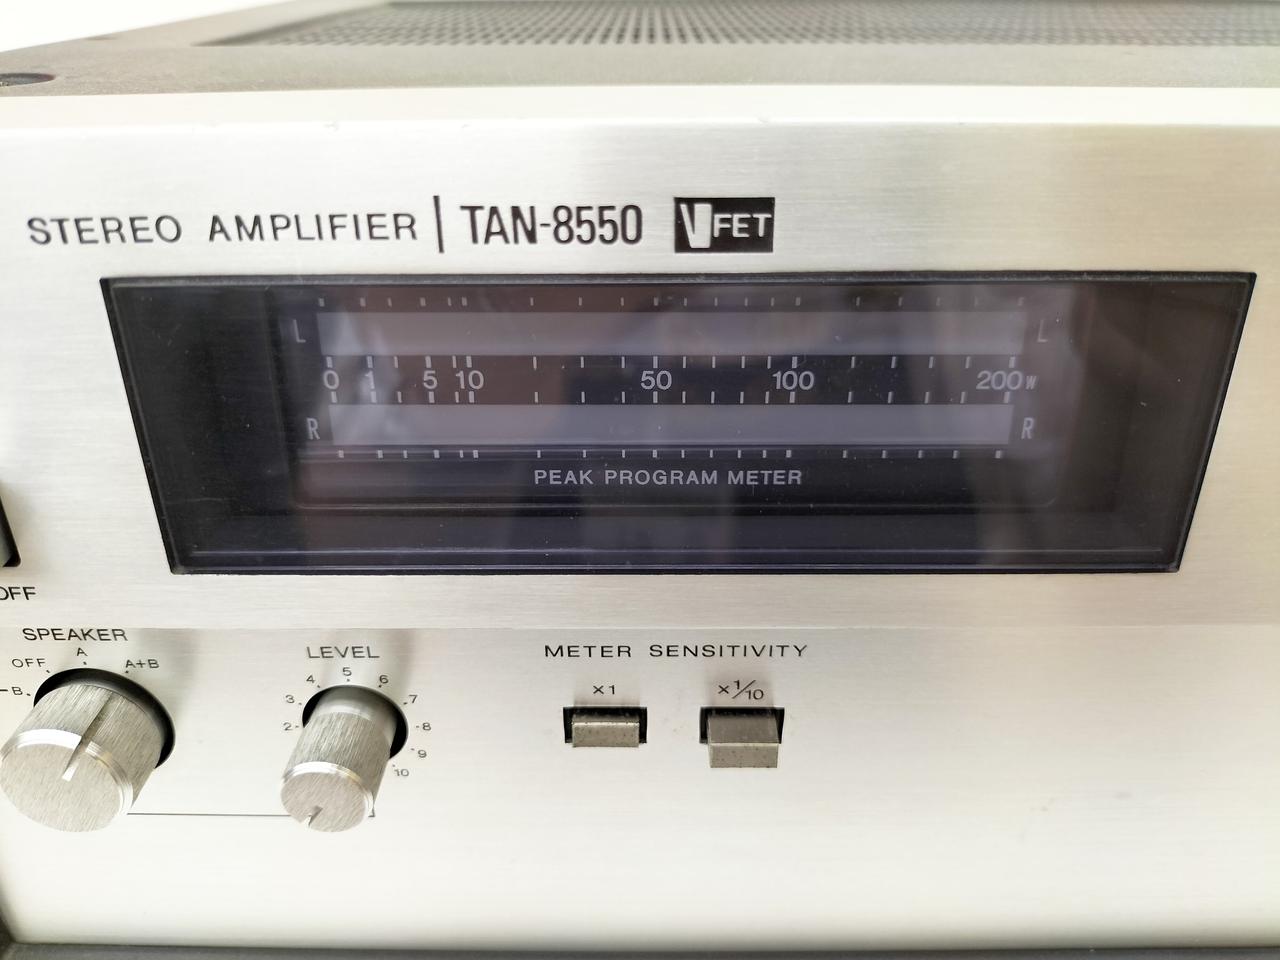 STEREO AMPLIFIER | TAN-8550 VFET
L L
0 1 5 10 50 100 200 W
R R
PEAK PROGRAM METER
OFF
SPEAKER
OFF A A+B
B
LEVEL
2 3 4 5 6 7 8 9 10
METER SENSITIVITY
×1 ×1/10